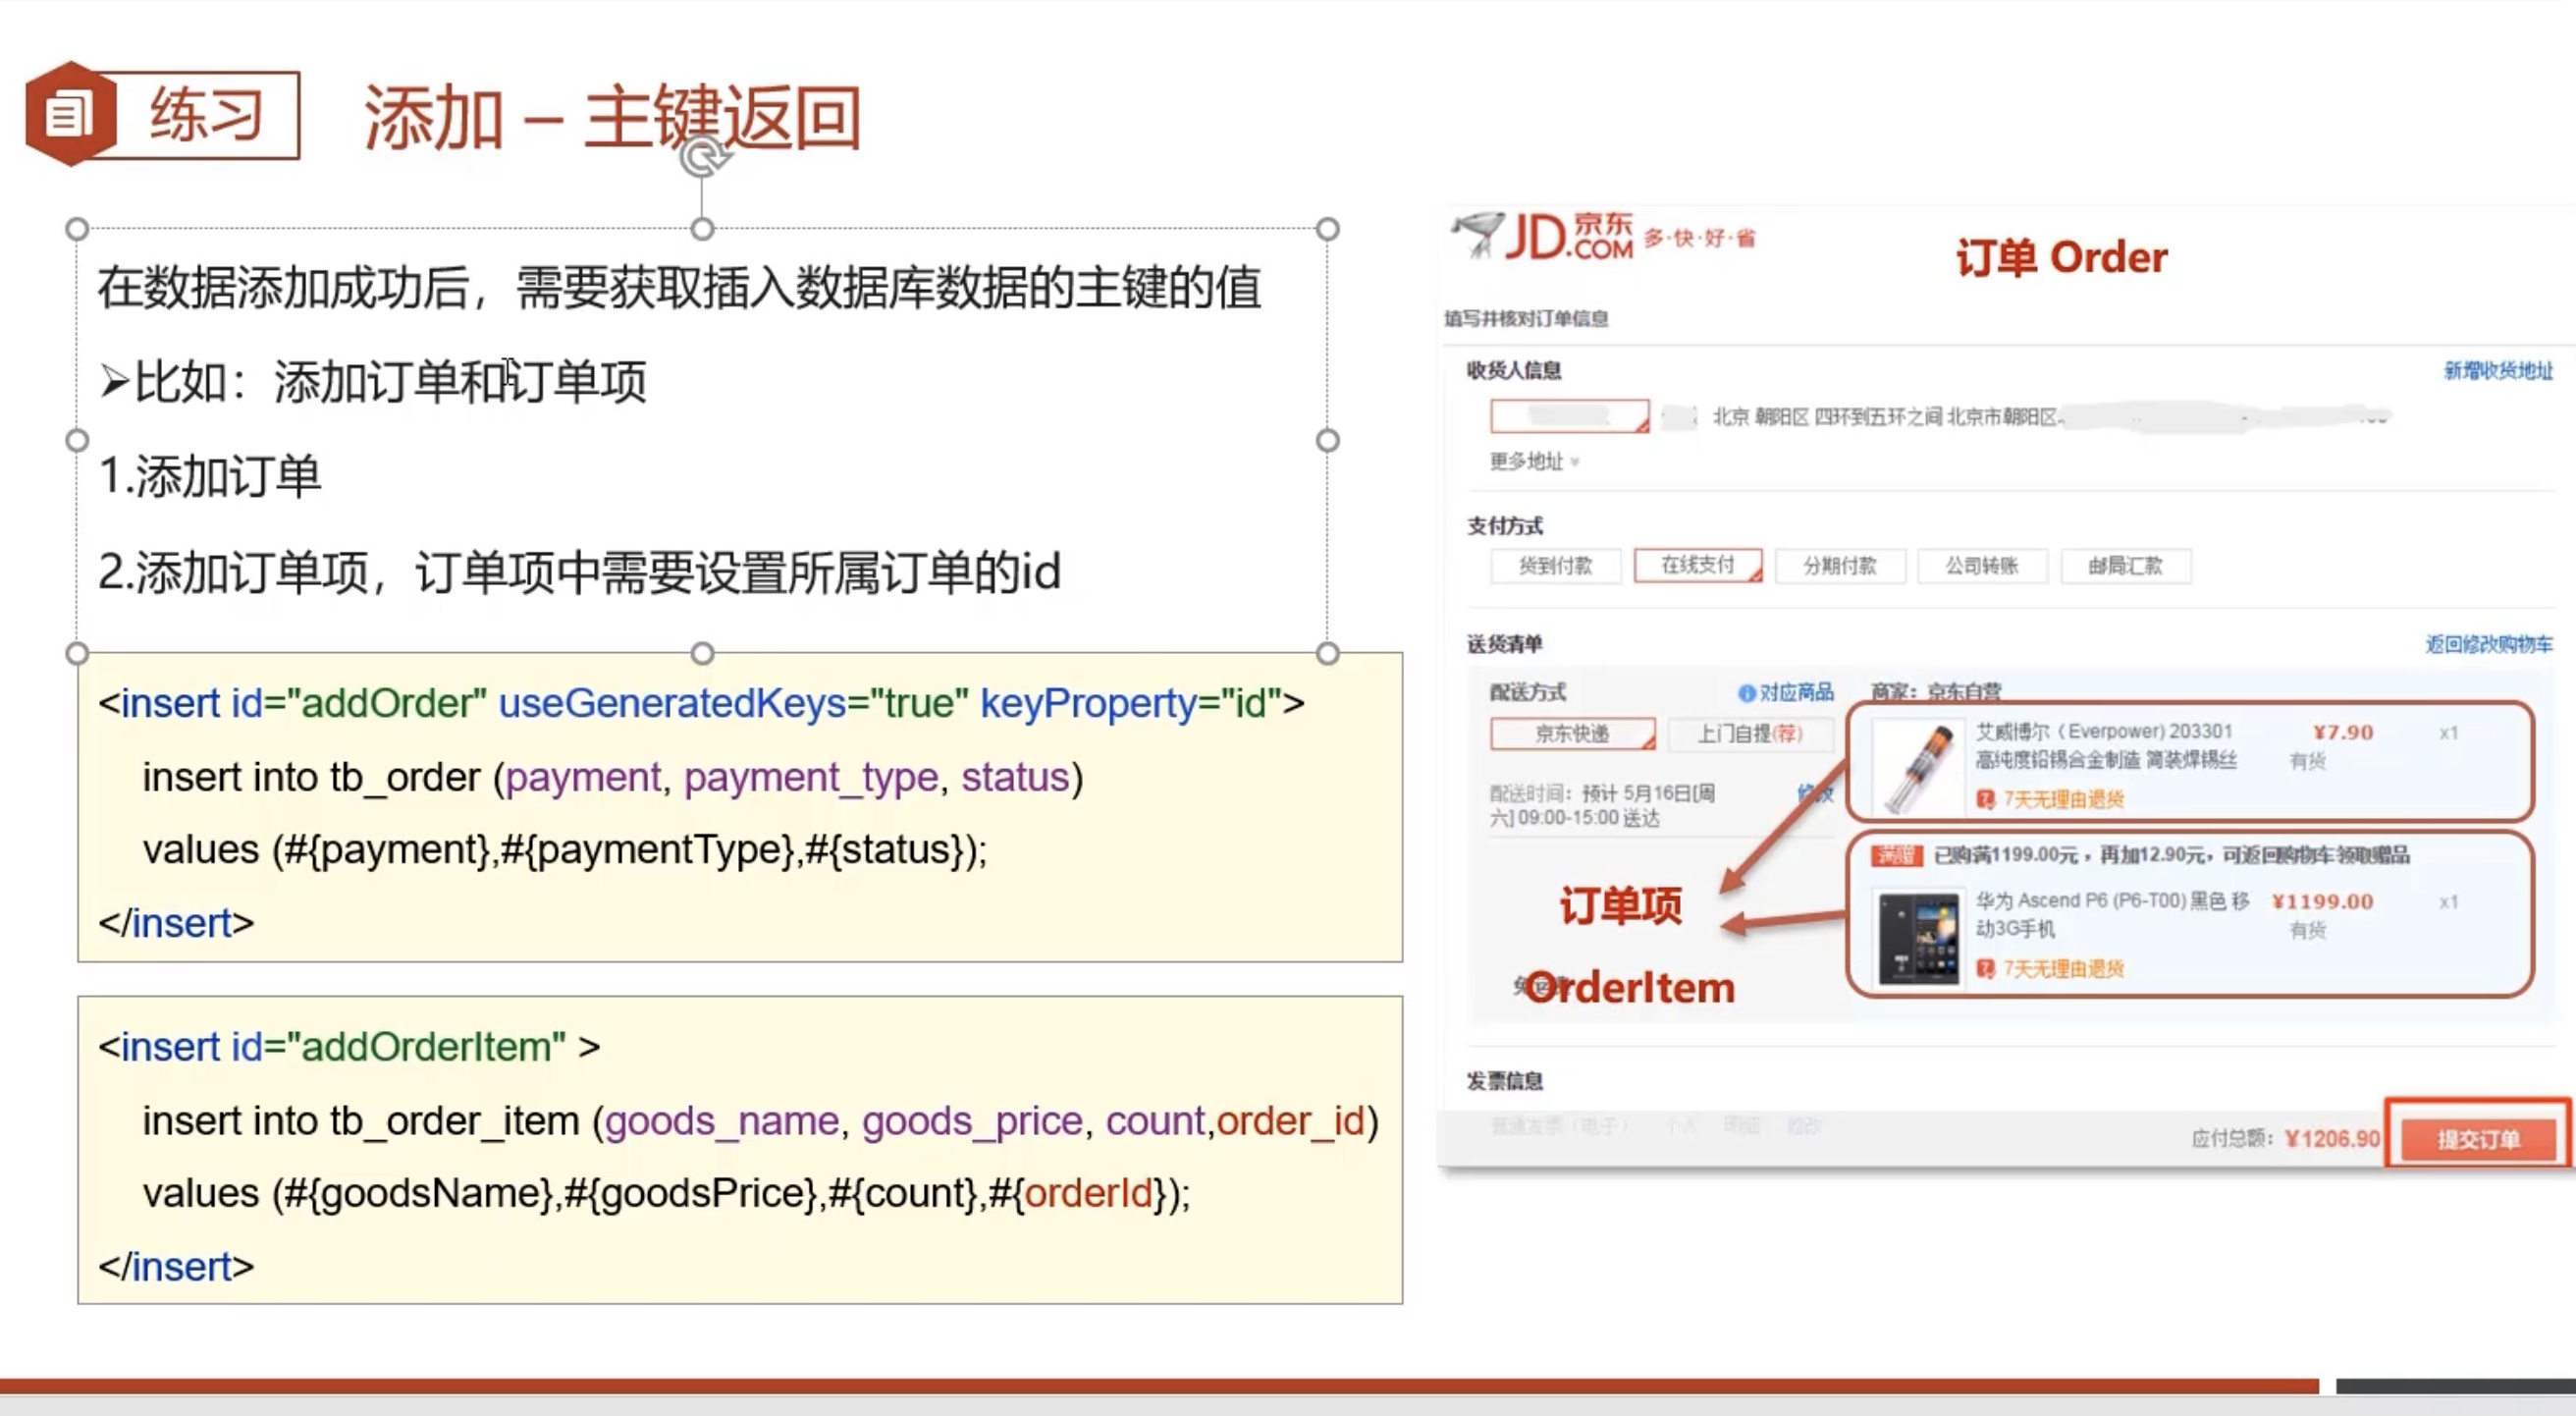 练习
添加 – 主键返回
在数据添加成功后，需要获取插入数据库数据的主键的值
➢比如：添加订单和订单项
1.添加订单
2.添加订单项，订单项中需要设置所属订单的id
<insert id="addOrder" useGeneratedKeys="true" keyProperty="id">
insert into tb_order (payment, payment_type, status)
values (#{payment},#{paymentType},#{status});
</insert>
<insert id="addOrderItem" >
insert into tb_order_item (goods_name, goods_price, count,order_id)
values (#{goodsName},#{goodsPrice},#{count},#{orderId});
</insert>
JD.京东.COM 多·快·好·省
订单 Order
填写并核对订单信息
收货人信息 新增收货地址
北京 朝阳区 四环到五环之间 北京市朝阳区
更多地址
支付方式
货到付款 在线支付 分期付款 公司转账 邮局汇款
送货清单 返回修改购物车
配送方式 对应商品
京东快递 上门自提(荐)
配送时间：预计 5月16日[周 修改
六] 09:00-15:00 送达
商家：京东自营
艾威博尔（Everpower) 203301 ¥7.90 x1
高纯度铅锡合金制造 简装焊锡丝 有货
7天无理由退货
满赠 已购满1199.00元，再加12.90元，可返回购物车领取赠品
华为 Ascend P6 (P6-T00) 黑色 移 ¥1199.00 x1
动3G手机 有货
7天无理由退货
订单项
OrderItem
发票信息
普通发票（电子） 个人 明细 修改
应付总额：¥1206.90 提交订单